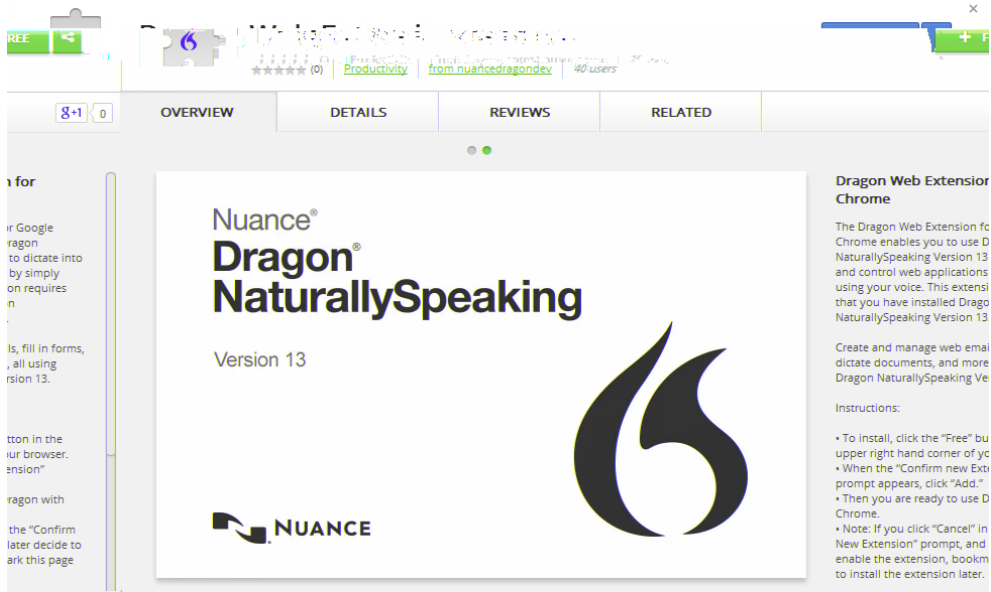 REE
+ F
(0) Productivity from nuancedragondev 40 users
g+1 0
OVERVIEW DETAILS REVIEWS RELATED
n for
or Google
ragon
to dictate into
by simply
on requires
n
.
ls, fill in forms,
, all using
rsion 13.
tton in the
ur browser.
ension"
ragon with
the "Confirm
later decide to
ark this page
Nuance®
Dragon®
NaturallySpeaking
Version 13
NUANCE
Dragon Web Extension
Chrome
The Dragon Web Extension fo
Chrome enables you to use D
NaturallySpeaking Version 13
and control web applications
using your voice. This extensi
that you have installed Drago
NaturallySpeaking Version 13.
Create and manage web emai
dictate documents, and more
Dragon NaturallySpeaking Ve
Instructions:
• To install, click the “Free” bu
upper right hand corner of yo
• When the “Confirm new Exte
prompt appears, click “Add.”
• Then you are ready to use D
Chrome.
• Note: If you click “Cancel” in
New Extension” prompt, and
enable the extension, bookm
to install the extension later.